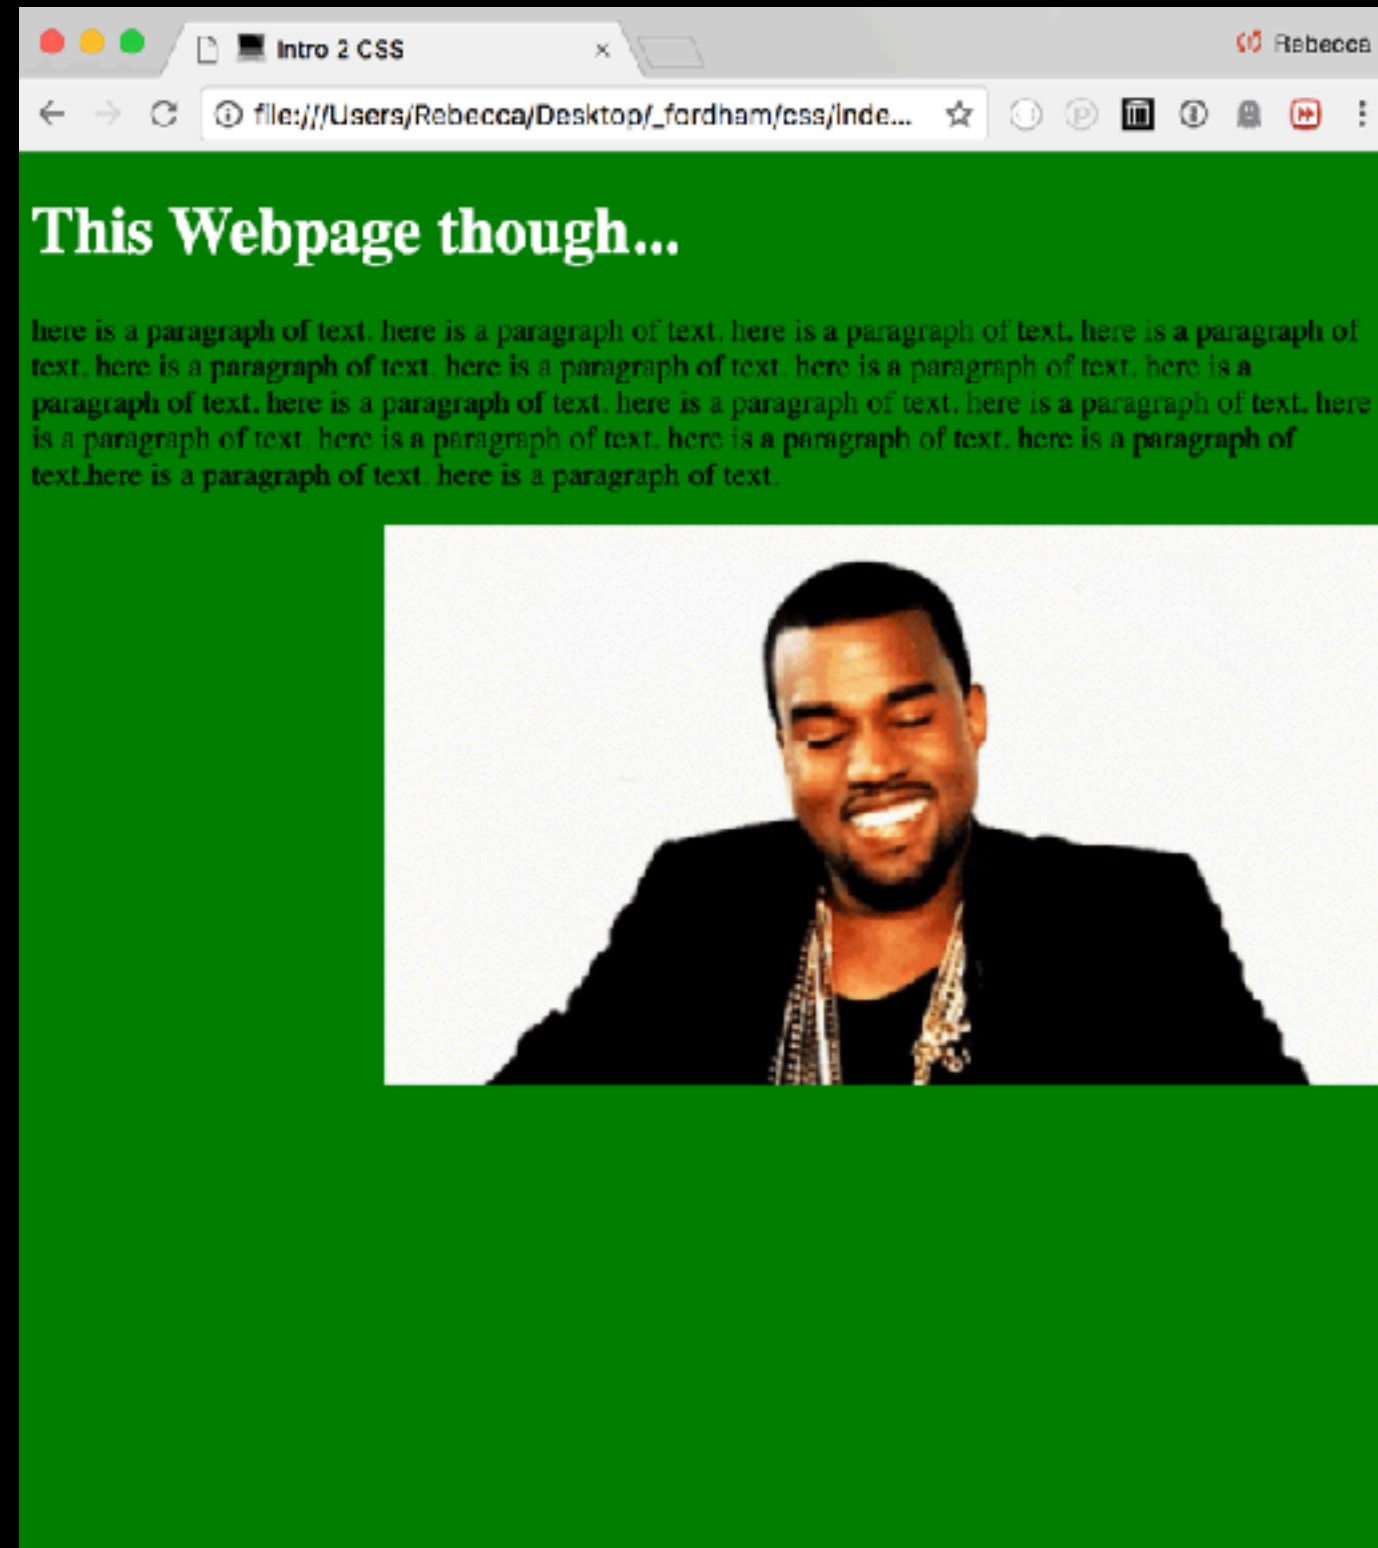 Intro 2 CSS
Rebecca
file:///Users/Rebecca/Desktop/_fordham/css/inde...
This Webpage though...
here is a paragraph of text. here is a paragraph of text. here is a paragraph of text. here is a paragraph of
text. here is a paragraph of text. here is a paragraph of text. here is a paragraph of text. here is a
paragraph of text. here is a paragraph of text. here is a paragraph of text. here is a paragraph of text. here
is a paragraph of text. here is a paragraph of text. here is a paragraph of text. here is a paragraph of
text.here is a paragraph of text. here is a paragraph of text.